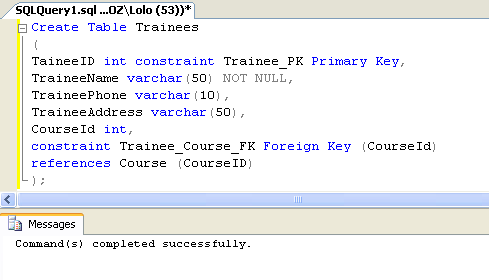 SQLQuery1.sql ...OZ\Lolo (53))*
Create Table Trainees
(
TaineeID int constraint Trainee_PK Primary Key,
TraineeName varchar(50) NOT NULL,
TraineePhone varchar(10),
TraineeAddress varchar(50),
CourseId int,
constraint Trainee_Course_FK Foreign Key (CourseId)
references Course (CourseID)
);
Messages
Command(s) completed successfully.